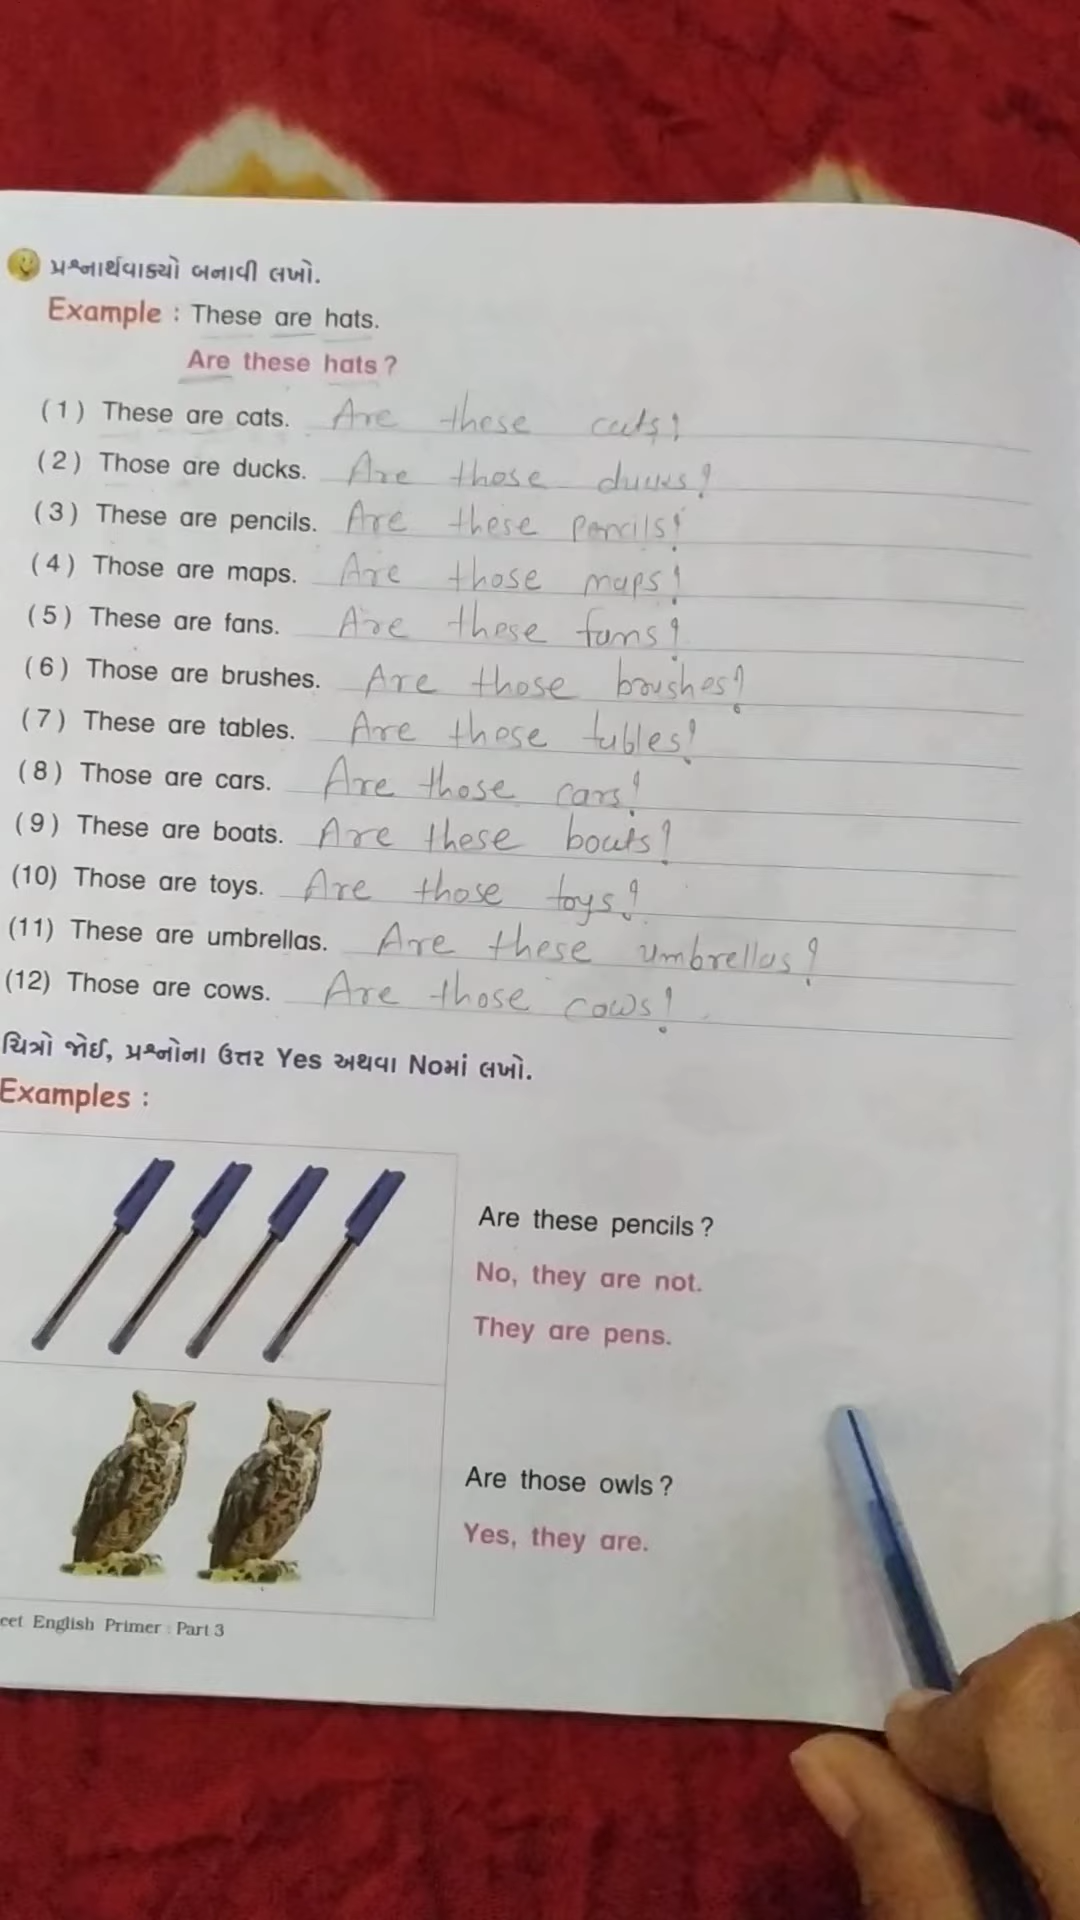 પ્રશ્નાર્થવાક્યો બનાવી લખો.
Example : These are hats.
Are these hats ?
(1) These are cats. Are these cats?
(2) Those are ducks. Are those ducks?
(3) These are pencils. Are these pencils?
(4) Those are maps. Are those maps?
(5) These are fans. Are these fans?
(6) Those are brushes. Are those brushes?
(7) These are tables. Are these tables?
(8) Those are cars. Are those cars?
(9) These are boats. Are these boats?
(10) Those are toys. Are those toys?
(11) These are umbrellas. Are these umbrellas?
(12) Those are cows. Are those cows?
ચિત્રો જોઈ, પ્રશ્નોના ઉત્તર Yes અથવા Noમાં લખો.
Examples :
Are these pencils ?
No, they are not.
They are pens.
Are those owls ?
Yes, they are.
eet English Primer : Part 3